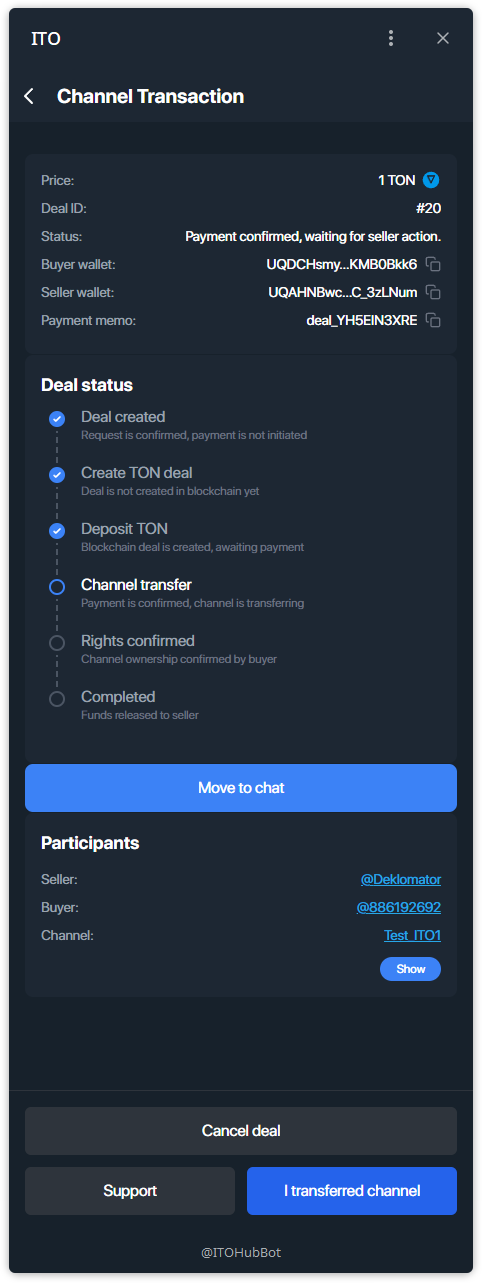 ITO
Channel Transaction
Price: 1 TON
Deal ID: #20
Status: Payment confirmed, waiting for seller action.
Buyer wallet: UQDCHsmy...KMB0Bkk6
Seller wallet: UQAHNBwc...C_3zLNum
Payment memo: deal_YH5EIN3XRE
Deal status
Deal created
Request is confirmed, payment is not initiated
Create TON deal
Deal is not created in blockchain yet
Deposit TON
Blockchain deal is created, awaiting payment
Channel transfer
Payment is confirmed, channel is transferring
Rights confirmed
Channel ownership confirmed by buyer
Completed
Funds released to seller
Move to chat
Participants
Seller: @Deklomator
Buyer: @886192692
Channel: Test_ITO1
Show
Cancel deal
Support I transferred channel
@ITOHubBot